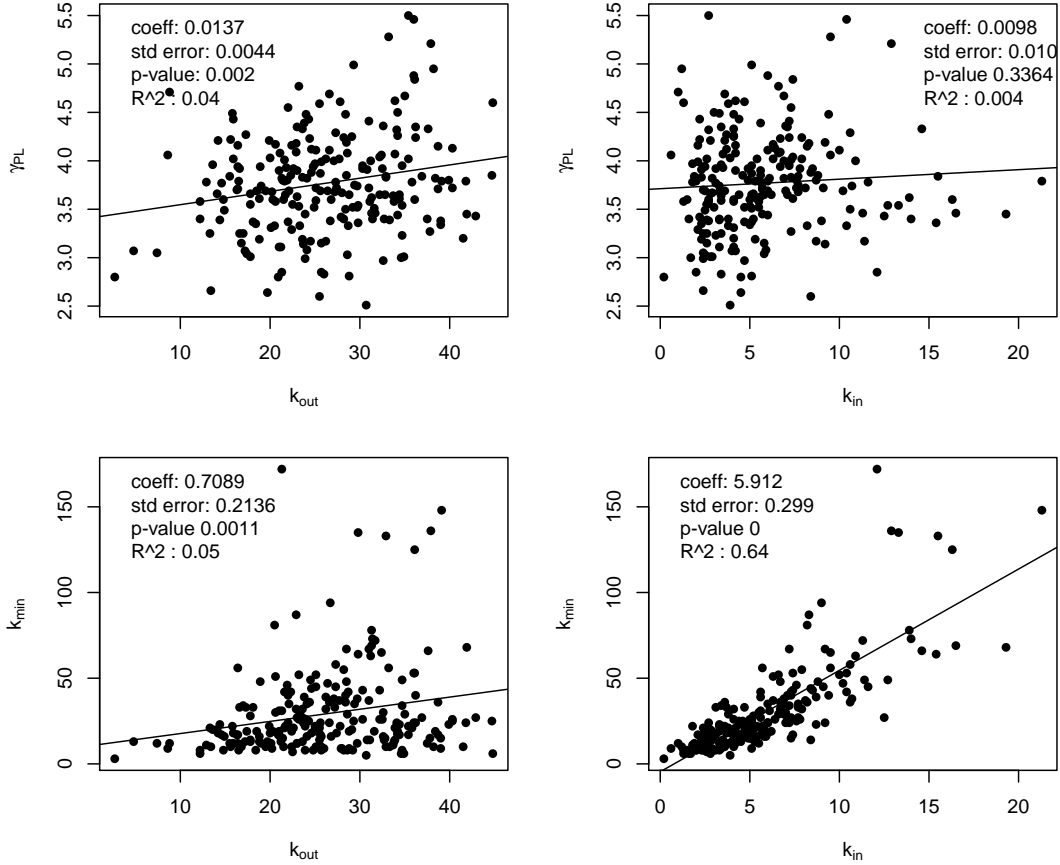 coeff: 0.0137
std error: 0.0044
p-value: 0.002
R^2 : 0.04
γPL
2.5 3.0 3.5 4.0 4.5 5.0 5.5
10 20 30 40
kout
coeff: 0.0098
std error: 0.010
p-value 0.3364
R^2 : 0.004
γPL
2.5 3.0 3.5 4.0 4.5 5.0 5.5
0 5 10 15 20
kin
coeff: 0.7089
std error: 0.2136
p-value 0.0011
R^2 : 0.05
kmin
0 50 100 150
10 20 30 40
kout
coeff: 5.912
std error: 0.299
p-value 0
R^2 : 0.64
kmin
0 50 100 150
0 5 10 15 20
kin